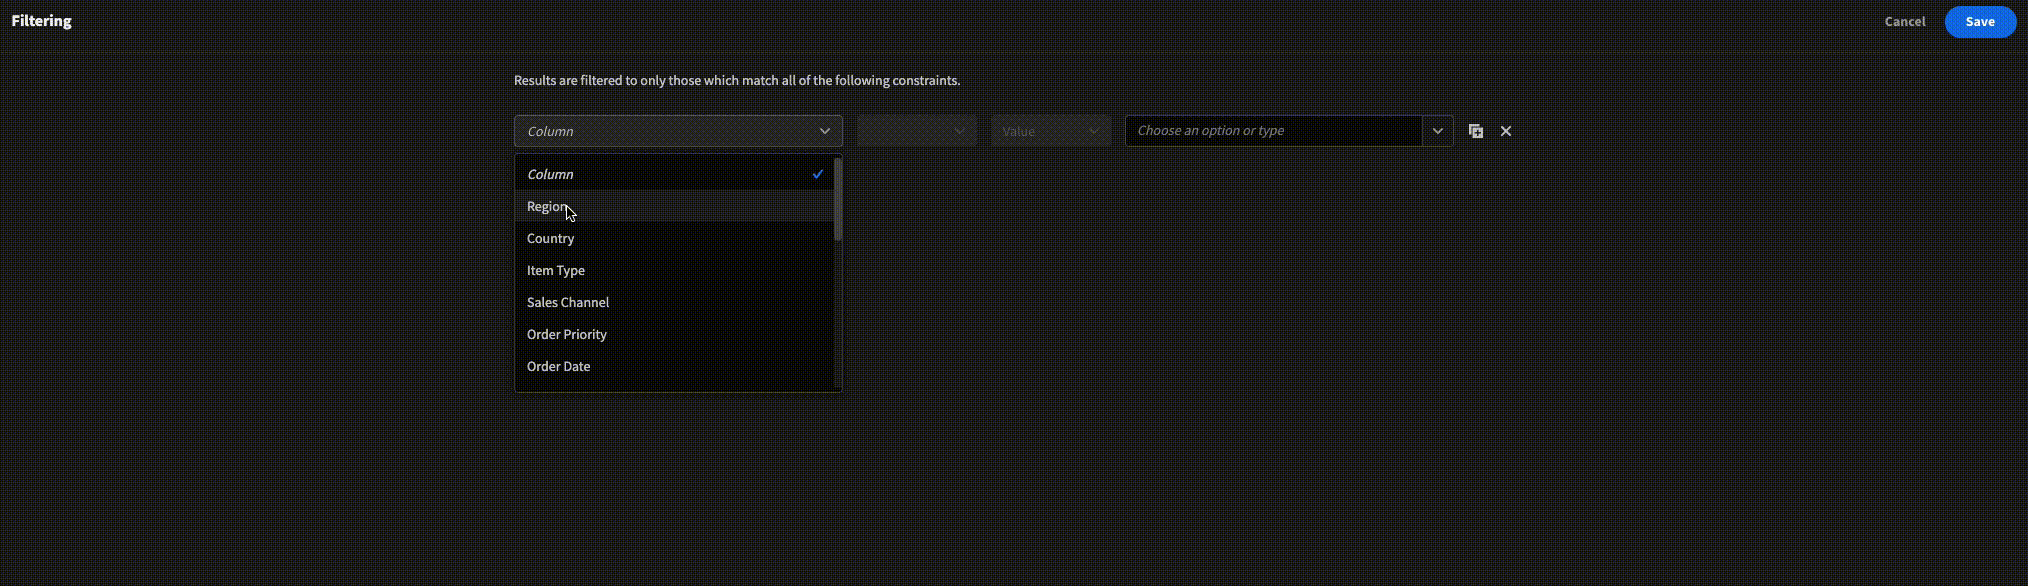 Filtering
Cancel
Save
Results are filtered to only those which match all of the following constraints.
Column
Value
Choose an option or type
Column
Region
Country
Item Type
Sales Channel
Order Priority
Order Date